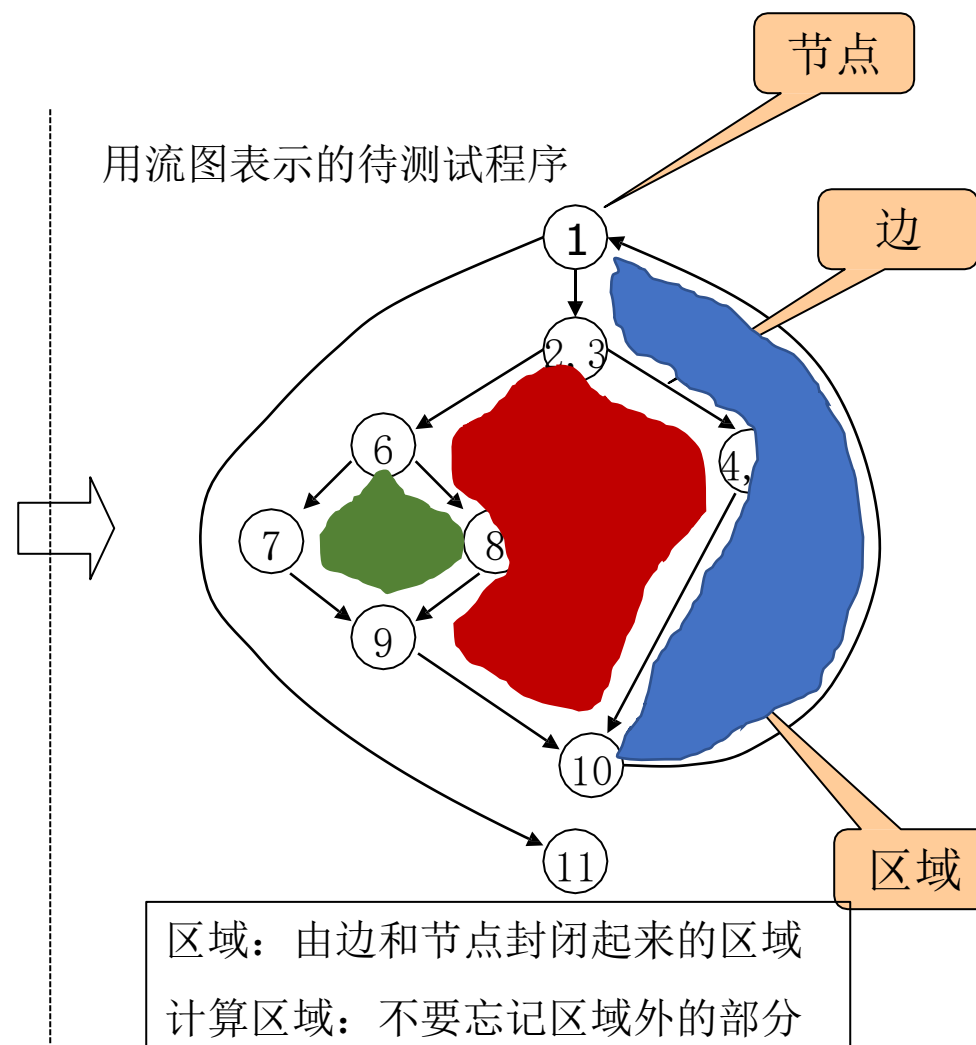 节点
用流图表示的待测试程序
边
1
2, 3
6
4,
7
8
9
10
11
区域
区域：由边和节点封闭起来的区域
计算区域：不要忘记区域外的部分